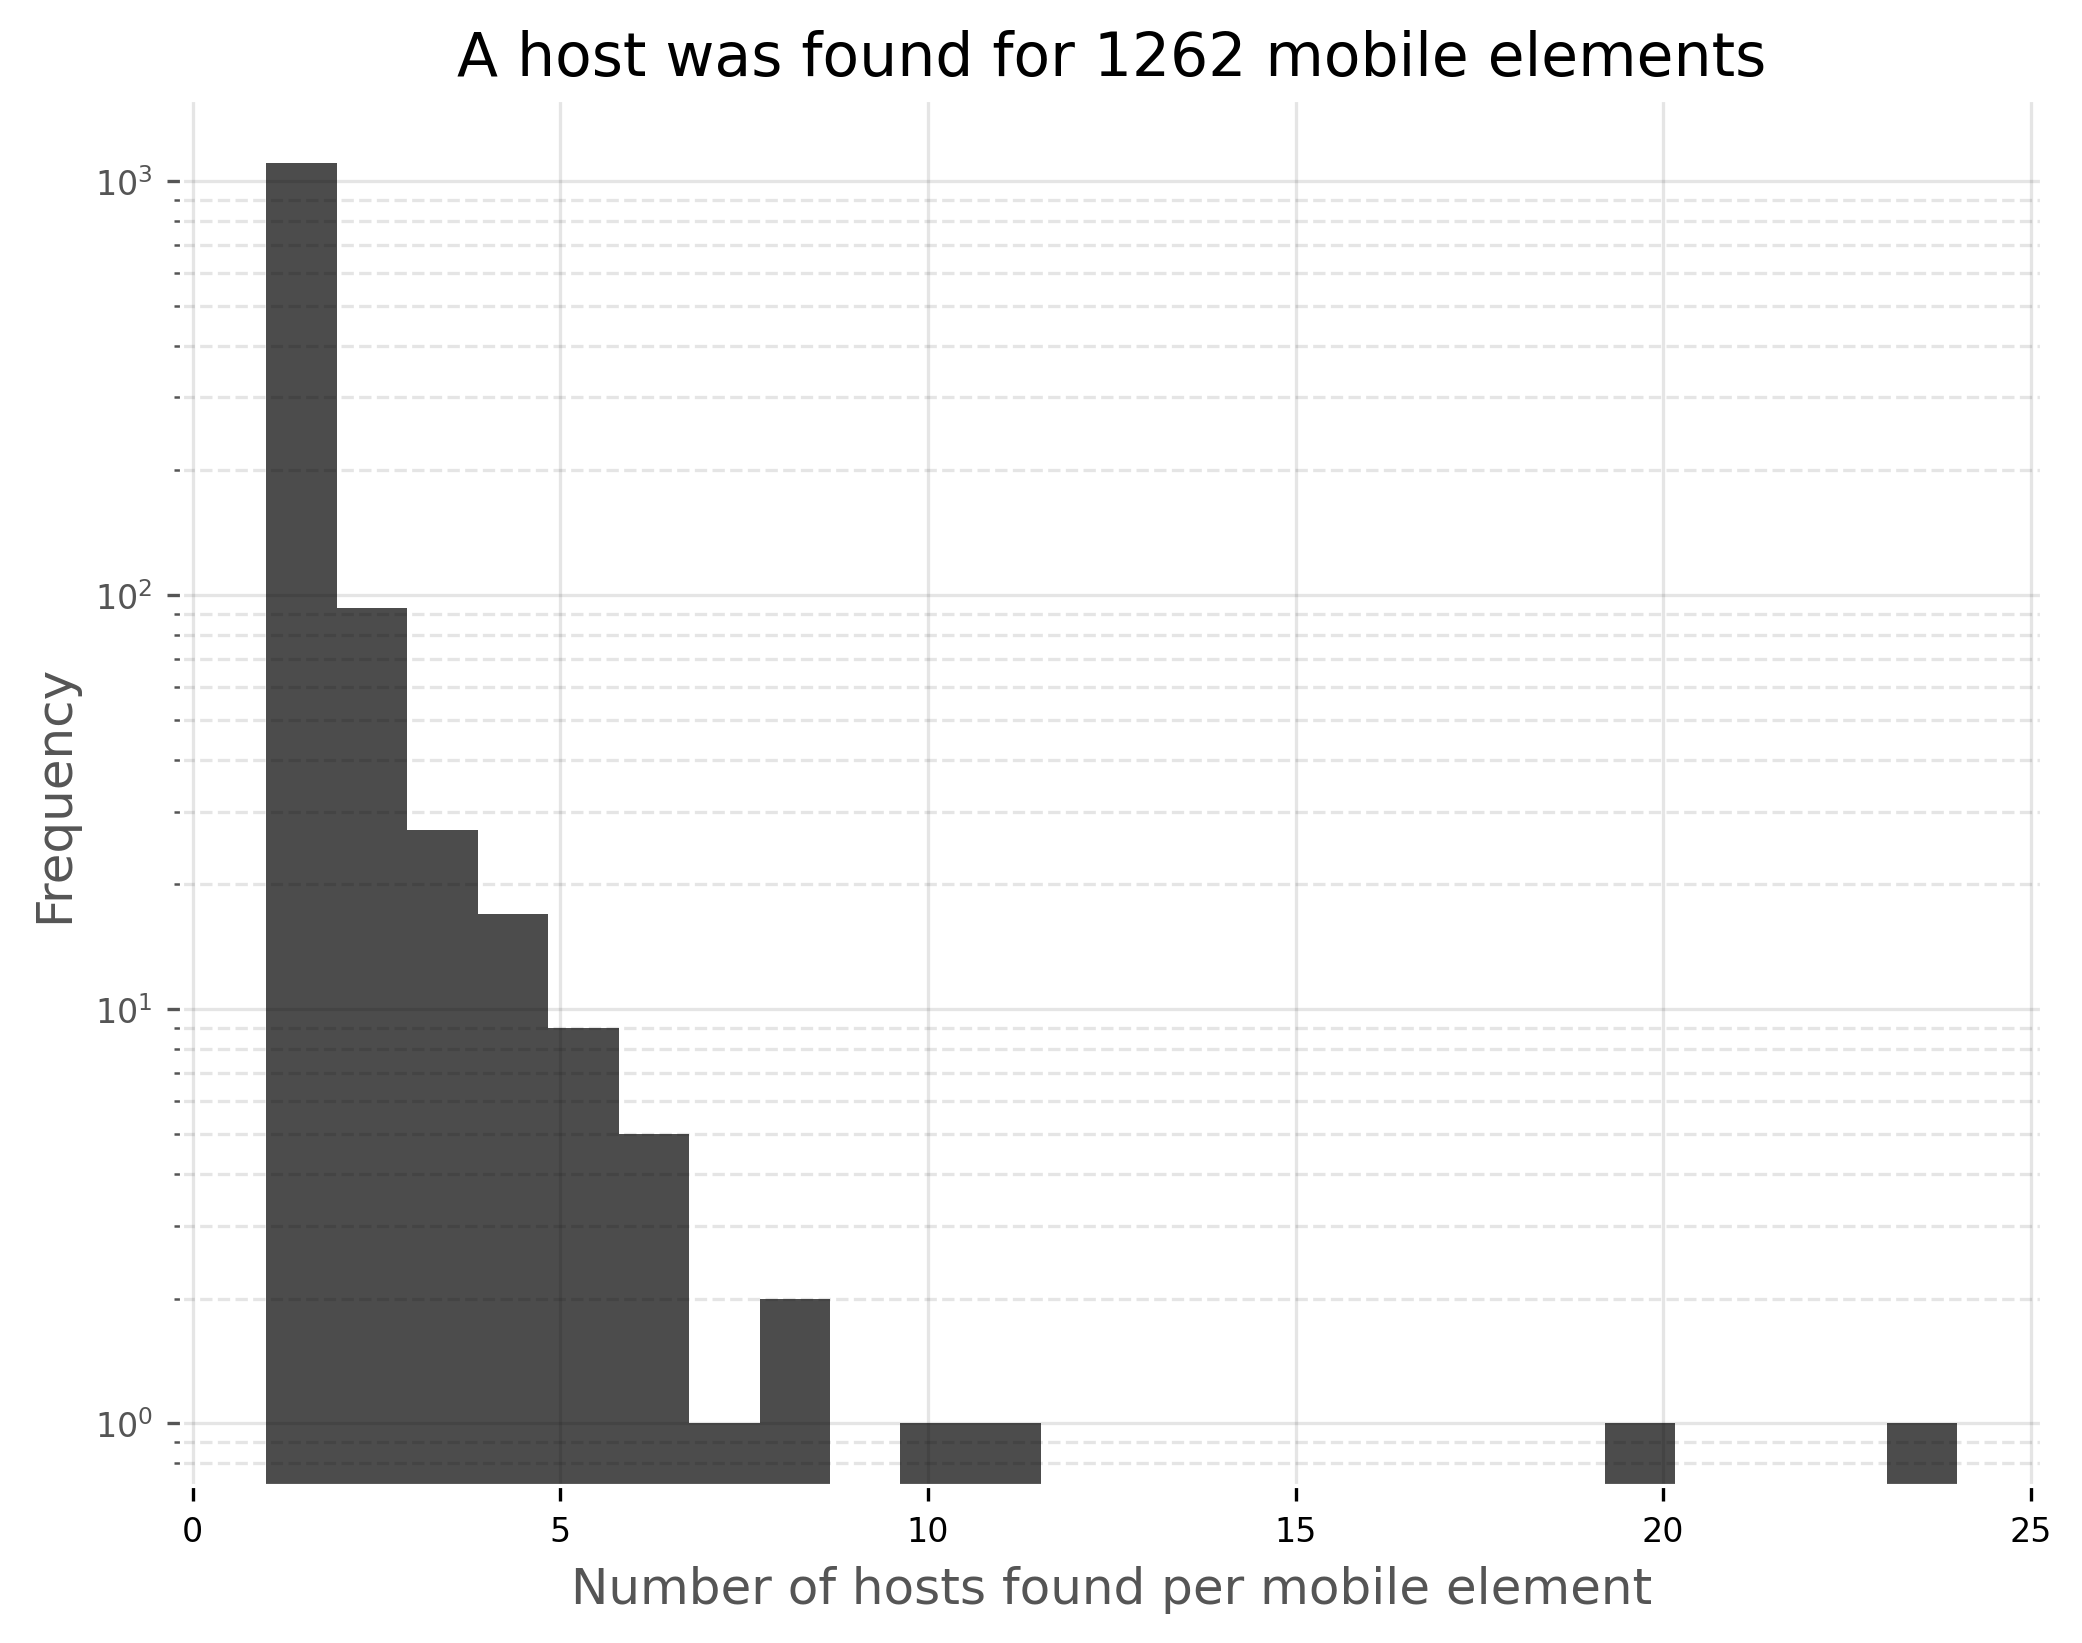 A host was found for 1262 mobile elements
Frequency
10³
10²
10¹
10⁰
0 5 10 15 20 25
Number of hosts found per mobile element